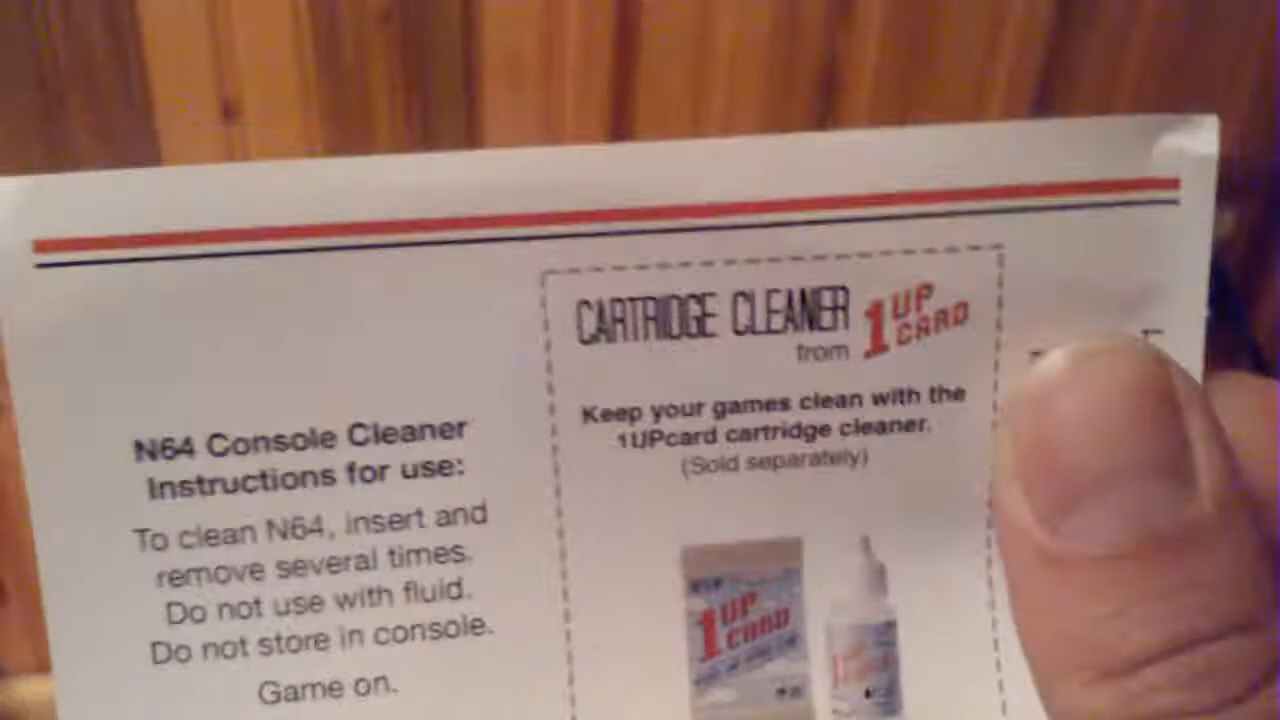 N64 Console Cleaner
Instructions for use:
To clean N64, insert and
remove several times.
Do not use with fluid.
Do not store in console.
Game on.
CARTRIDGE CLEANER
from 1UP CARD
Keep your games clean with the
1UPcard cartridge cleaner.
(Sold separately)
1UP
CARD